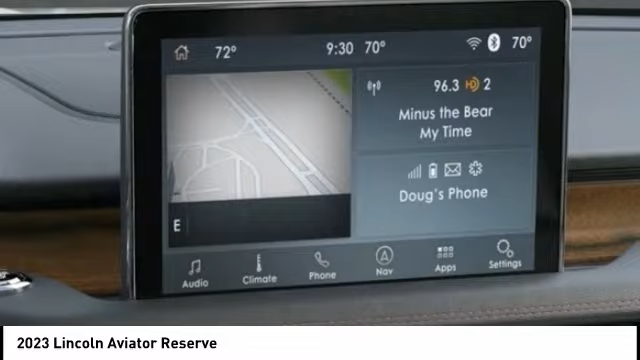 72° 9:30 70° 70°
96.3 HD 2
Minus the Bear
My Time
Doug's Phone
E
Audio Climate Phone Nav Apps Settings
2023 Lincoln Aviator Reserve